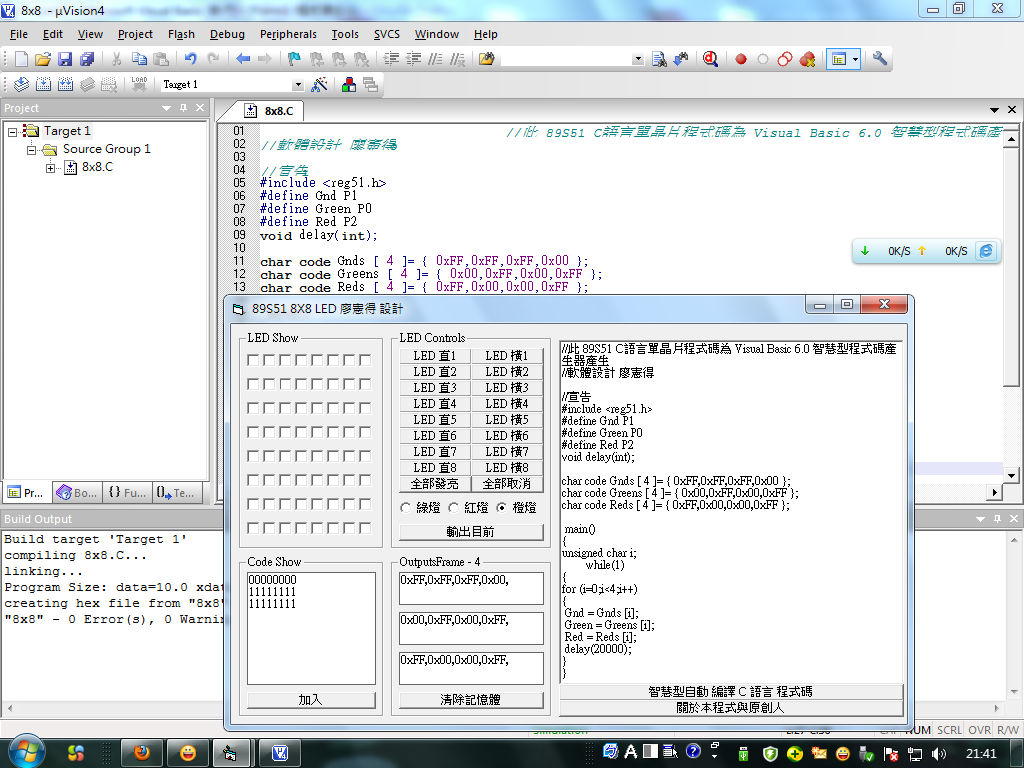 8x8 - µVision4
File Edit View Project Flash Debug Peripherals Tools SVCS Window Help
LOAD
Target 1
Project
8x8.C
Target 1
Source Group 1
8x8.C
01 //此 89S51 C語言單晶片程式碼為 Visual Basic 6.0 智慧型程式碼產
02 //軟體設計 廖憲得
03
04 //宣告
05 #include <reg51.h>
06 #define Gnd P1
07 #define Green P0
08 #define Red P2
09 void delay(int);
10
11 char code Gnds [ 4 ]= { 0xFF,0xFF,0xFF,0x00 };
12 char code Greens [ 4 ]= { 0x00,0xFF,0x00,0xFF };
13 char code Reds [ 4 ]= { 0xFF,0x00,0x00,0xFF };
0K/S 0K/S
Pr... Bo... {} Fu... Te...
Build Output
Build target 'Target 1'
compiling 8x8.C...
linking...
Program Size: data=10.0 xdat
creating hex file from "8x8"
"8x8" - 0 Error(s), 0 Warnin
89S51 8X8 LED 廖憲得 設計
LED Show
LED Controls
LED 直1 LED 橫1
LED 直2 LED 橫2
LED 直3 LED 橫3
LED 直4 LED 橫4
LED 直5 LED 橫5
LED 直6 LED 橫6
LED 直7 LED 橫7
LED 直8 LED 橫8
全部發亮 全部取消
綠燈 紅燈 橙燈
輸出目前
Code Show
00000000
11111111
11111111
加入
OutputsFrame - 4
0xFF,0xFF,0xFF,0x00,
0x00,0xFF,0x00,0xFF,
0xFF,0x00,0x00,0xFF,
清除記憶體
//此 89S51 C語言單晶片程式碼為 Visual Basic 6.0 智慧型程式碼產
生器產生
//軟體設計 廖憲得
//宣告
#include <reg51.h>
#define Gnd P1
#define Green P0
#define Red P2
void delay(int);
char code Gnds [ 4 ]= { 0xFF,0xFF,0xFF,0x00 };
char code Greens [ 4 ]= { 0x00,0xFF,0x00,0xFF };
char code Reds [ 4 ]= { 0xFF,0x00,0x00,0xFF };
main()
{
unsigned char i;
while(1)
{
for (i=0;i<4;i++)
{
Gnd = Gnds [i];
Green = Greens [i];
Red = Reds [i];
delay(20000);
}
}
智慧型自動 編譯 C 語言 程式碼
關於本程式與原創人
Simulation CAP NUM SCRL OVR R/W
A
21:41